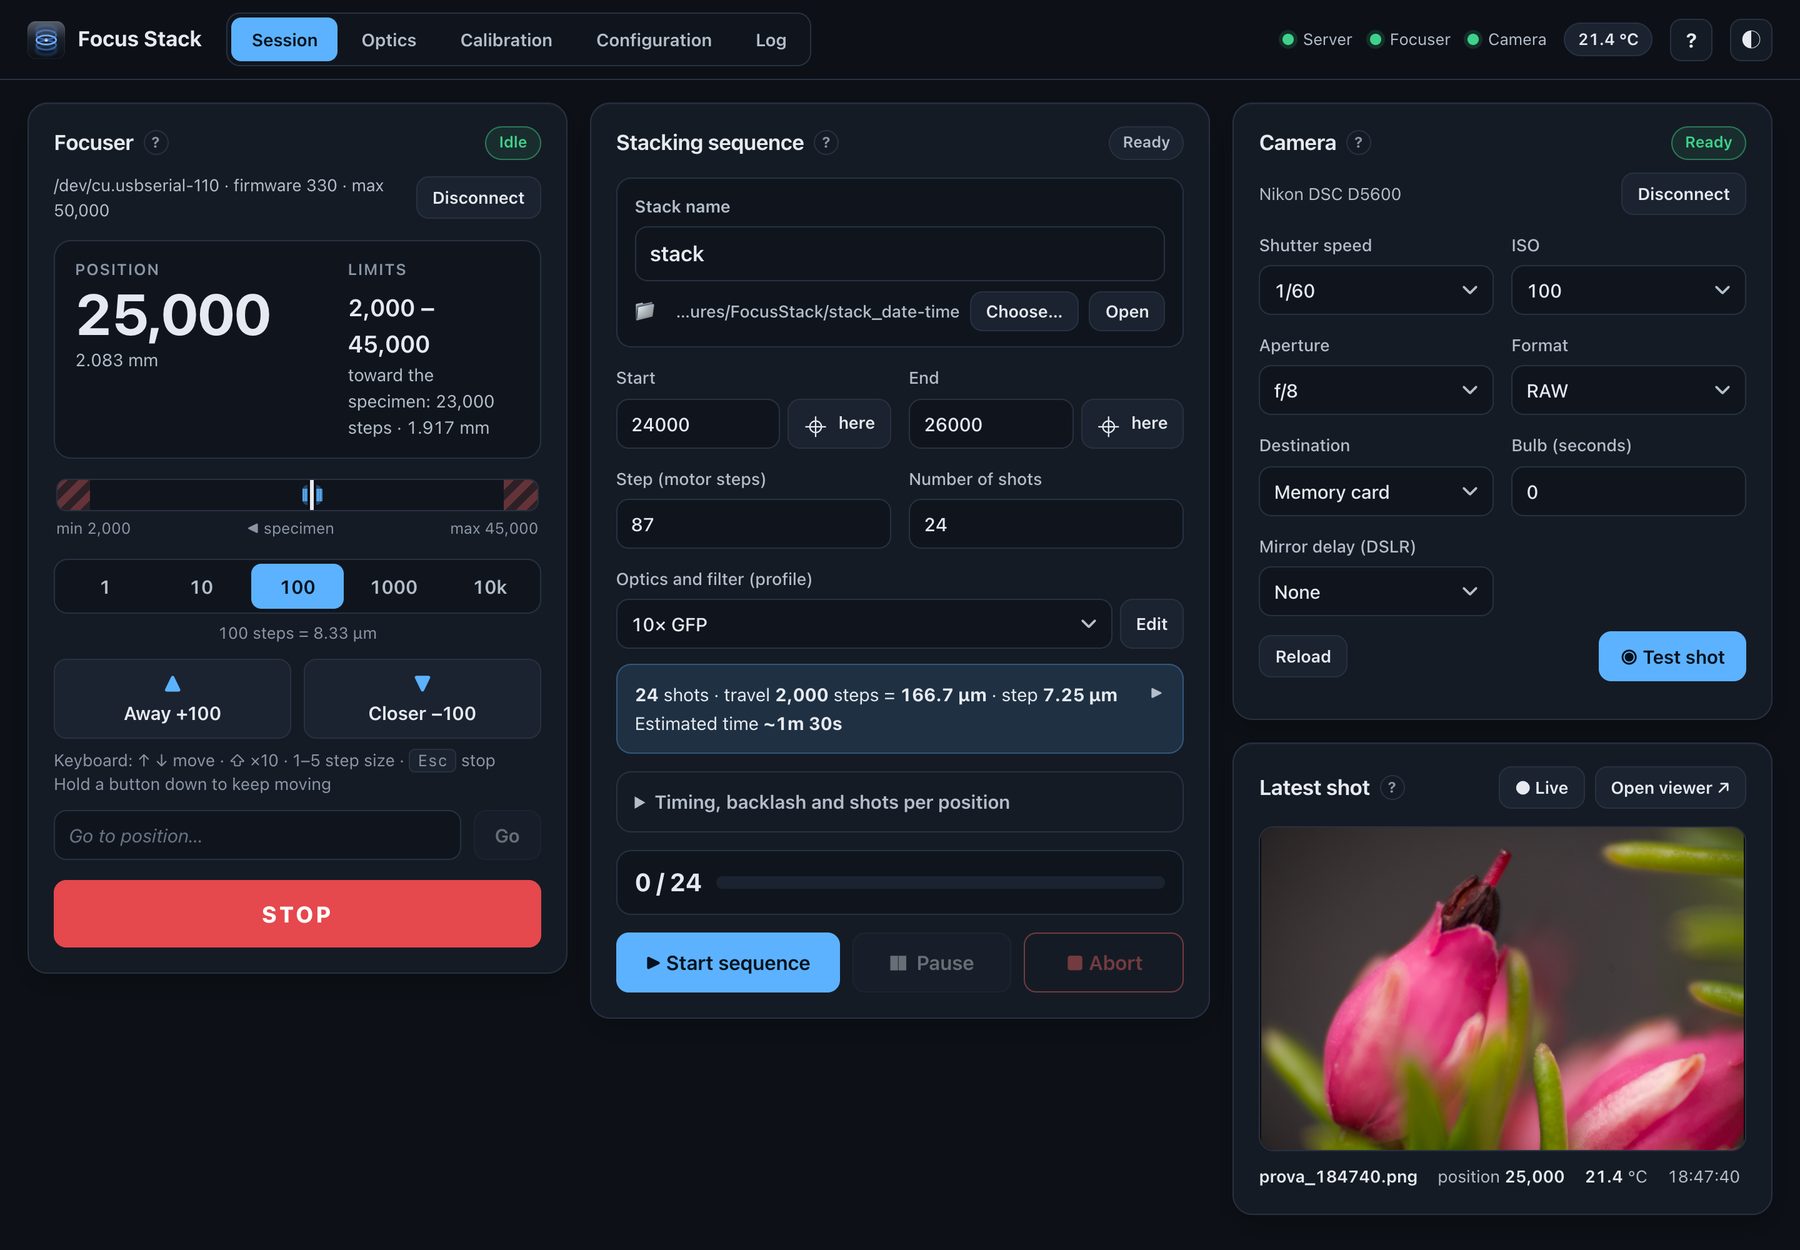 Focus Stack
Session
Optics
Calibration
Configuration
Log
Server
Focuser
Camera
21.4 °C
?
Focuser ?
Idle
/dev/cu.usbserial-110 · firmware 330 · max
50,000
Disconnect
POSITION
25,000
2.083 mm
LIMITS
2,000 –
45,000
toward the
specimen: 23,000
steps · 1.917 mm
min 2,000
◀ specimen
max 45,000
1
10
100
1000
10k
100 steps = 8.33 µm
▲
Away +100
▼
Closer −100
Keyboard: ↑ ↓ move · ⇧ ×10 · 1–5 step size · Esc stop
Hold a button down to keep moving
Go to position...
Go
STOP
Stacking sequence ?
Ready
Stack name
stack
...ures/FocusStack/stack_date-time
Choose...
Open
Start
24000
here
End
26000
here
Step (motor steps)
87
Number of shots
24
Optics and filter (profile)
10× GFP
Edit
24 shots · travel 2,000 steps = 166.7 µm · step 7.25 µm ▶
Estimated time ~1m 30s
▶ Timing, backlash and shots per position
0 / 24
▶ Start sequence
Pause
Abort
Camera ?
Ready
Nikon DSC D5600
Disconnect
Shutter speed
1/60
ISO
100
Aperture
f/8
Format
RAW
Destination
Memory card
Bulb (seconds)
0
Mirror delay (DSLR)
None
Reload
◉ Test shot
Latest shot ?
● Live
Open viewer ↗
prova_184740.png
position 25,000
21.4 °C
18:47:40